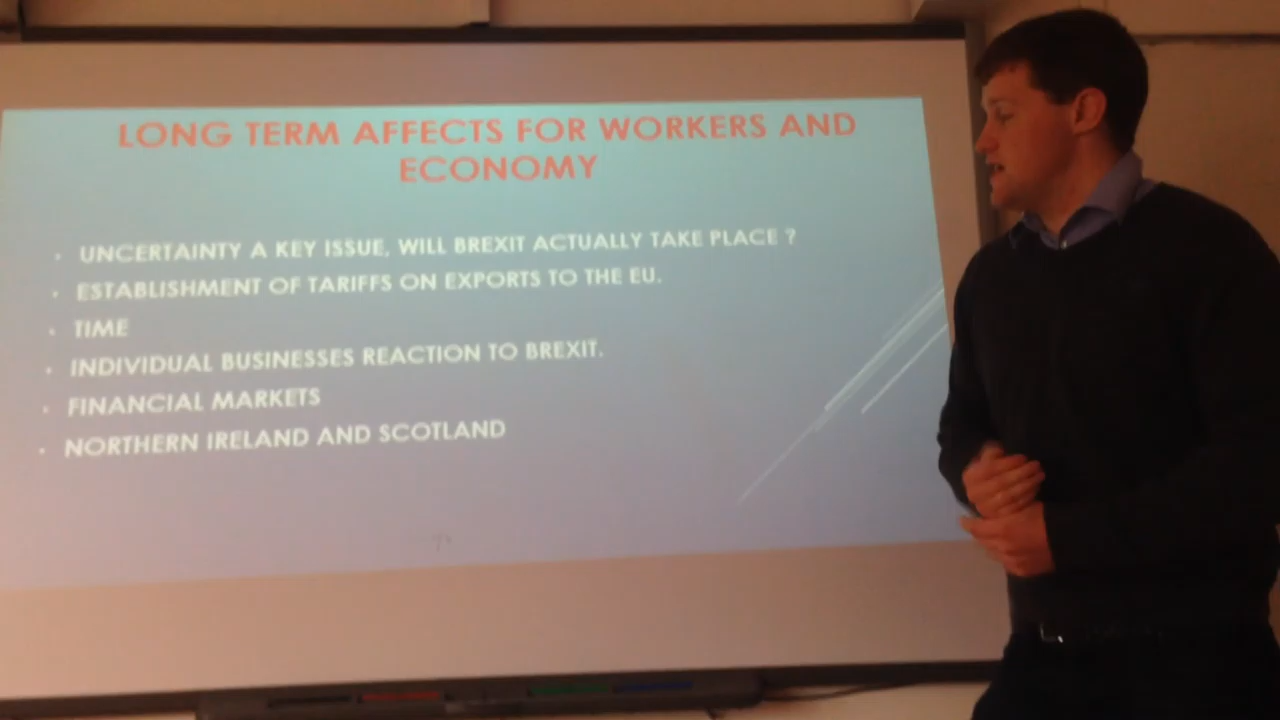 LONG TERM AFFECTS FOR WORKERS AND
ECONOMY
• UNCERTAINTY A KEY ISSUE, WILL BREXIT ACTUALLY TAKE PLACE ?
• ESTABLISHMENT OF TARIFFS ON EXPORTS TO THE EU.
• TIME
• INDIVIDUAL BUSINESSES REACTION TO BREXIT.
• FINANCIAL MARKETS
• NORTHERN IRELAND AND SCOTLAND